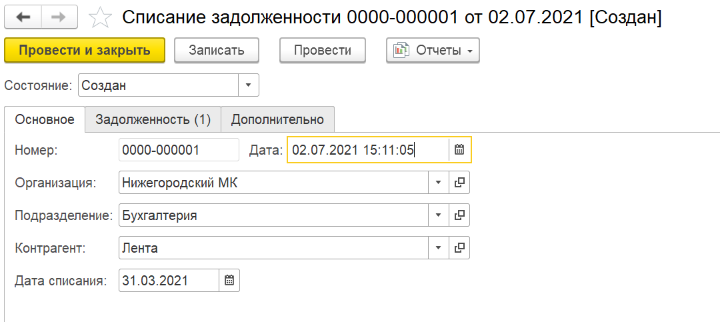 Списание задолженности 0000-000001 от 02.07.2021 [Создан]
Провести и закрыть Записать Провести Отчеты
Состояние: Создан
Основное Задолженность (1) Дополнительно
Номер: 0000-000001 Дата: 02.07.2021 15:11:05
Организация: Нижегородский МК
Подразделение: Бухгалтерия
Контрагент: Лента
Дата списания: 31.03.2021